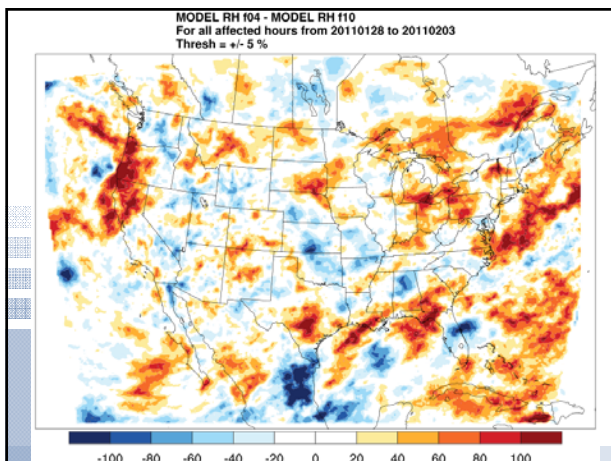 MODEL RH f04 - MODEL RH f10
For all affected hours from 20110128 to 20110203
Thresh = +/- 5 %
-100 -80 -60 -40 -20 0 20 40 60 80 100